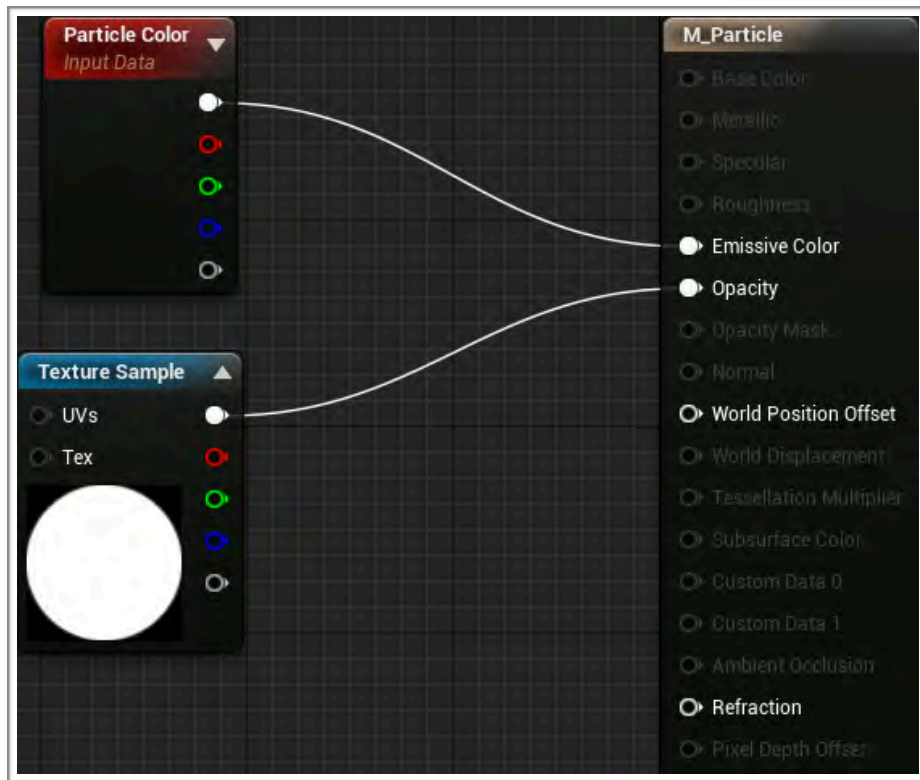 Particle Color
Input Data
Texture Sample
UVs
Tex
M_Particle
Base Color
Metallic
Specular
Roughness
Emissive Color
Opacity
Opacity Mask
Normal
World Position Offset
World Displacement
Tessellation Multiplier
Subsurface Color
Custom Data 0
Custom Data 1
Ambient Occlusion
Refraction
Pixel Depth Offset